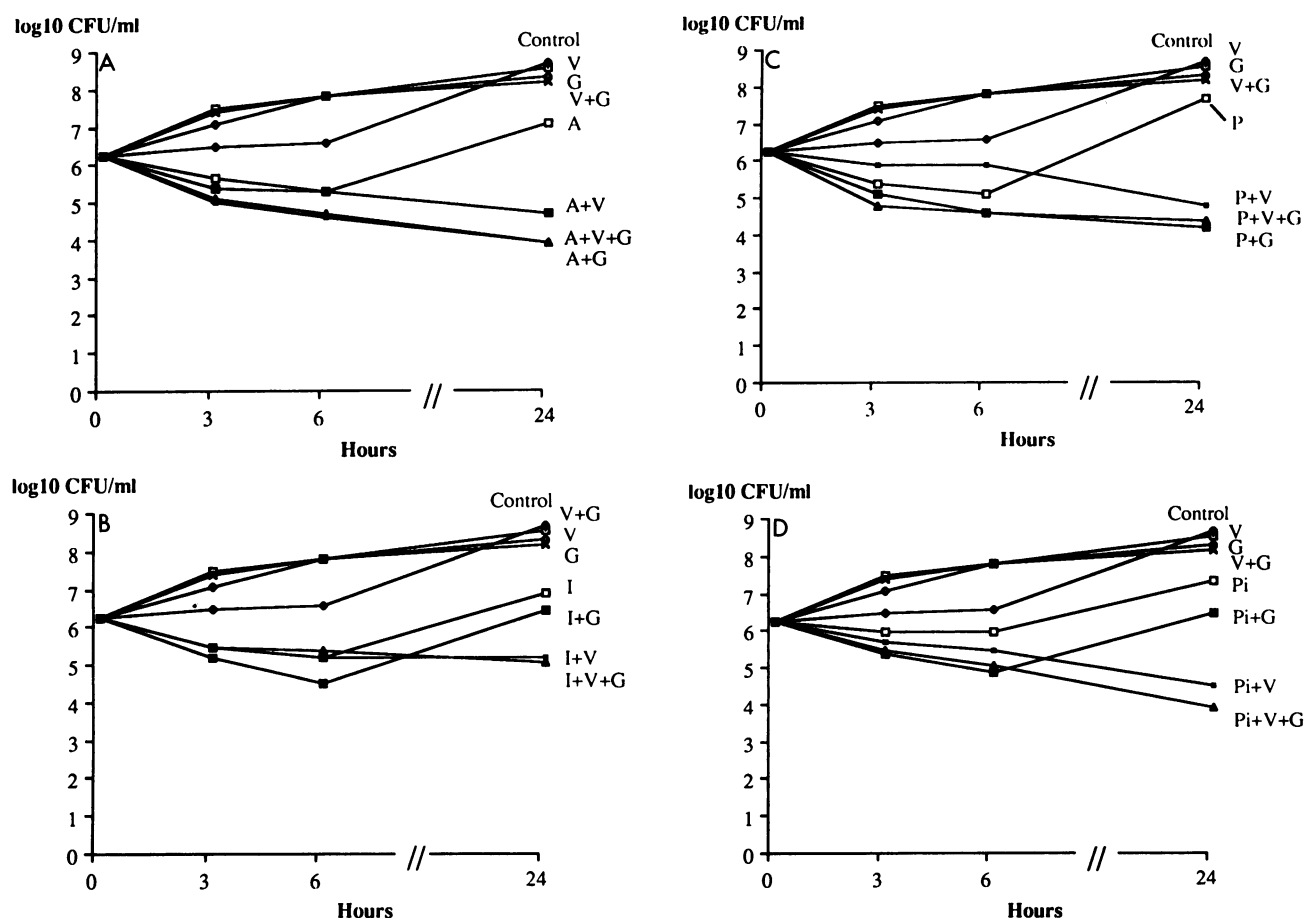 log10 CFU/ml
A
Control
V
G
V+G
A
A+V
A+V+G
A+G
9
8
7
6
5
4
3
2
1
0
0 3 6 // 24
Hours
log10 CFU/ml
C
Control
V
G
V+G
P
P+V
P+V+G
P+G
9
8
7
6
5
4
3
2
1
0
0 3 6 // 24
Hours
log10 CFU/ml
B
Control
V+G
V
G
I
I+G
I+V
I+V+G
9
8
7
6
5
4
3
2
1
0
0 3 6 // 24
Hours
log10 CFU/ml
D
Control
V
G
V+G
Pi
Pi+G
Pi+V
Pi+V+G
9
8
7
6
5
4
3
2
1
0
0 3 6 // 24
Hours